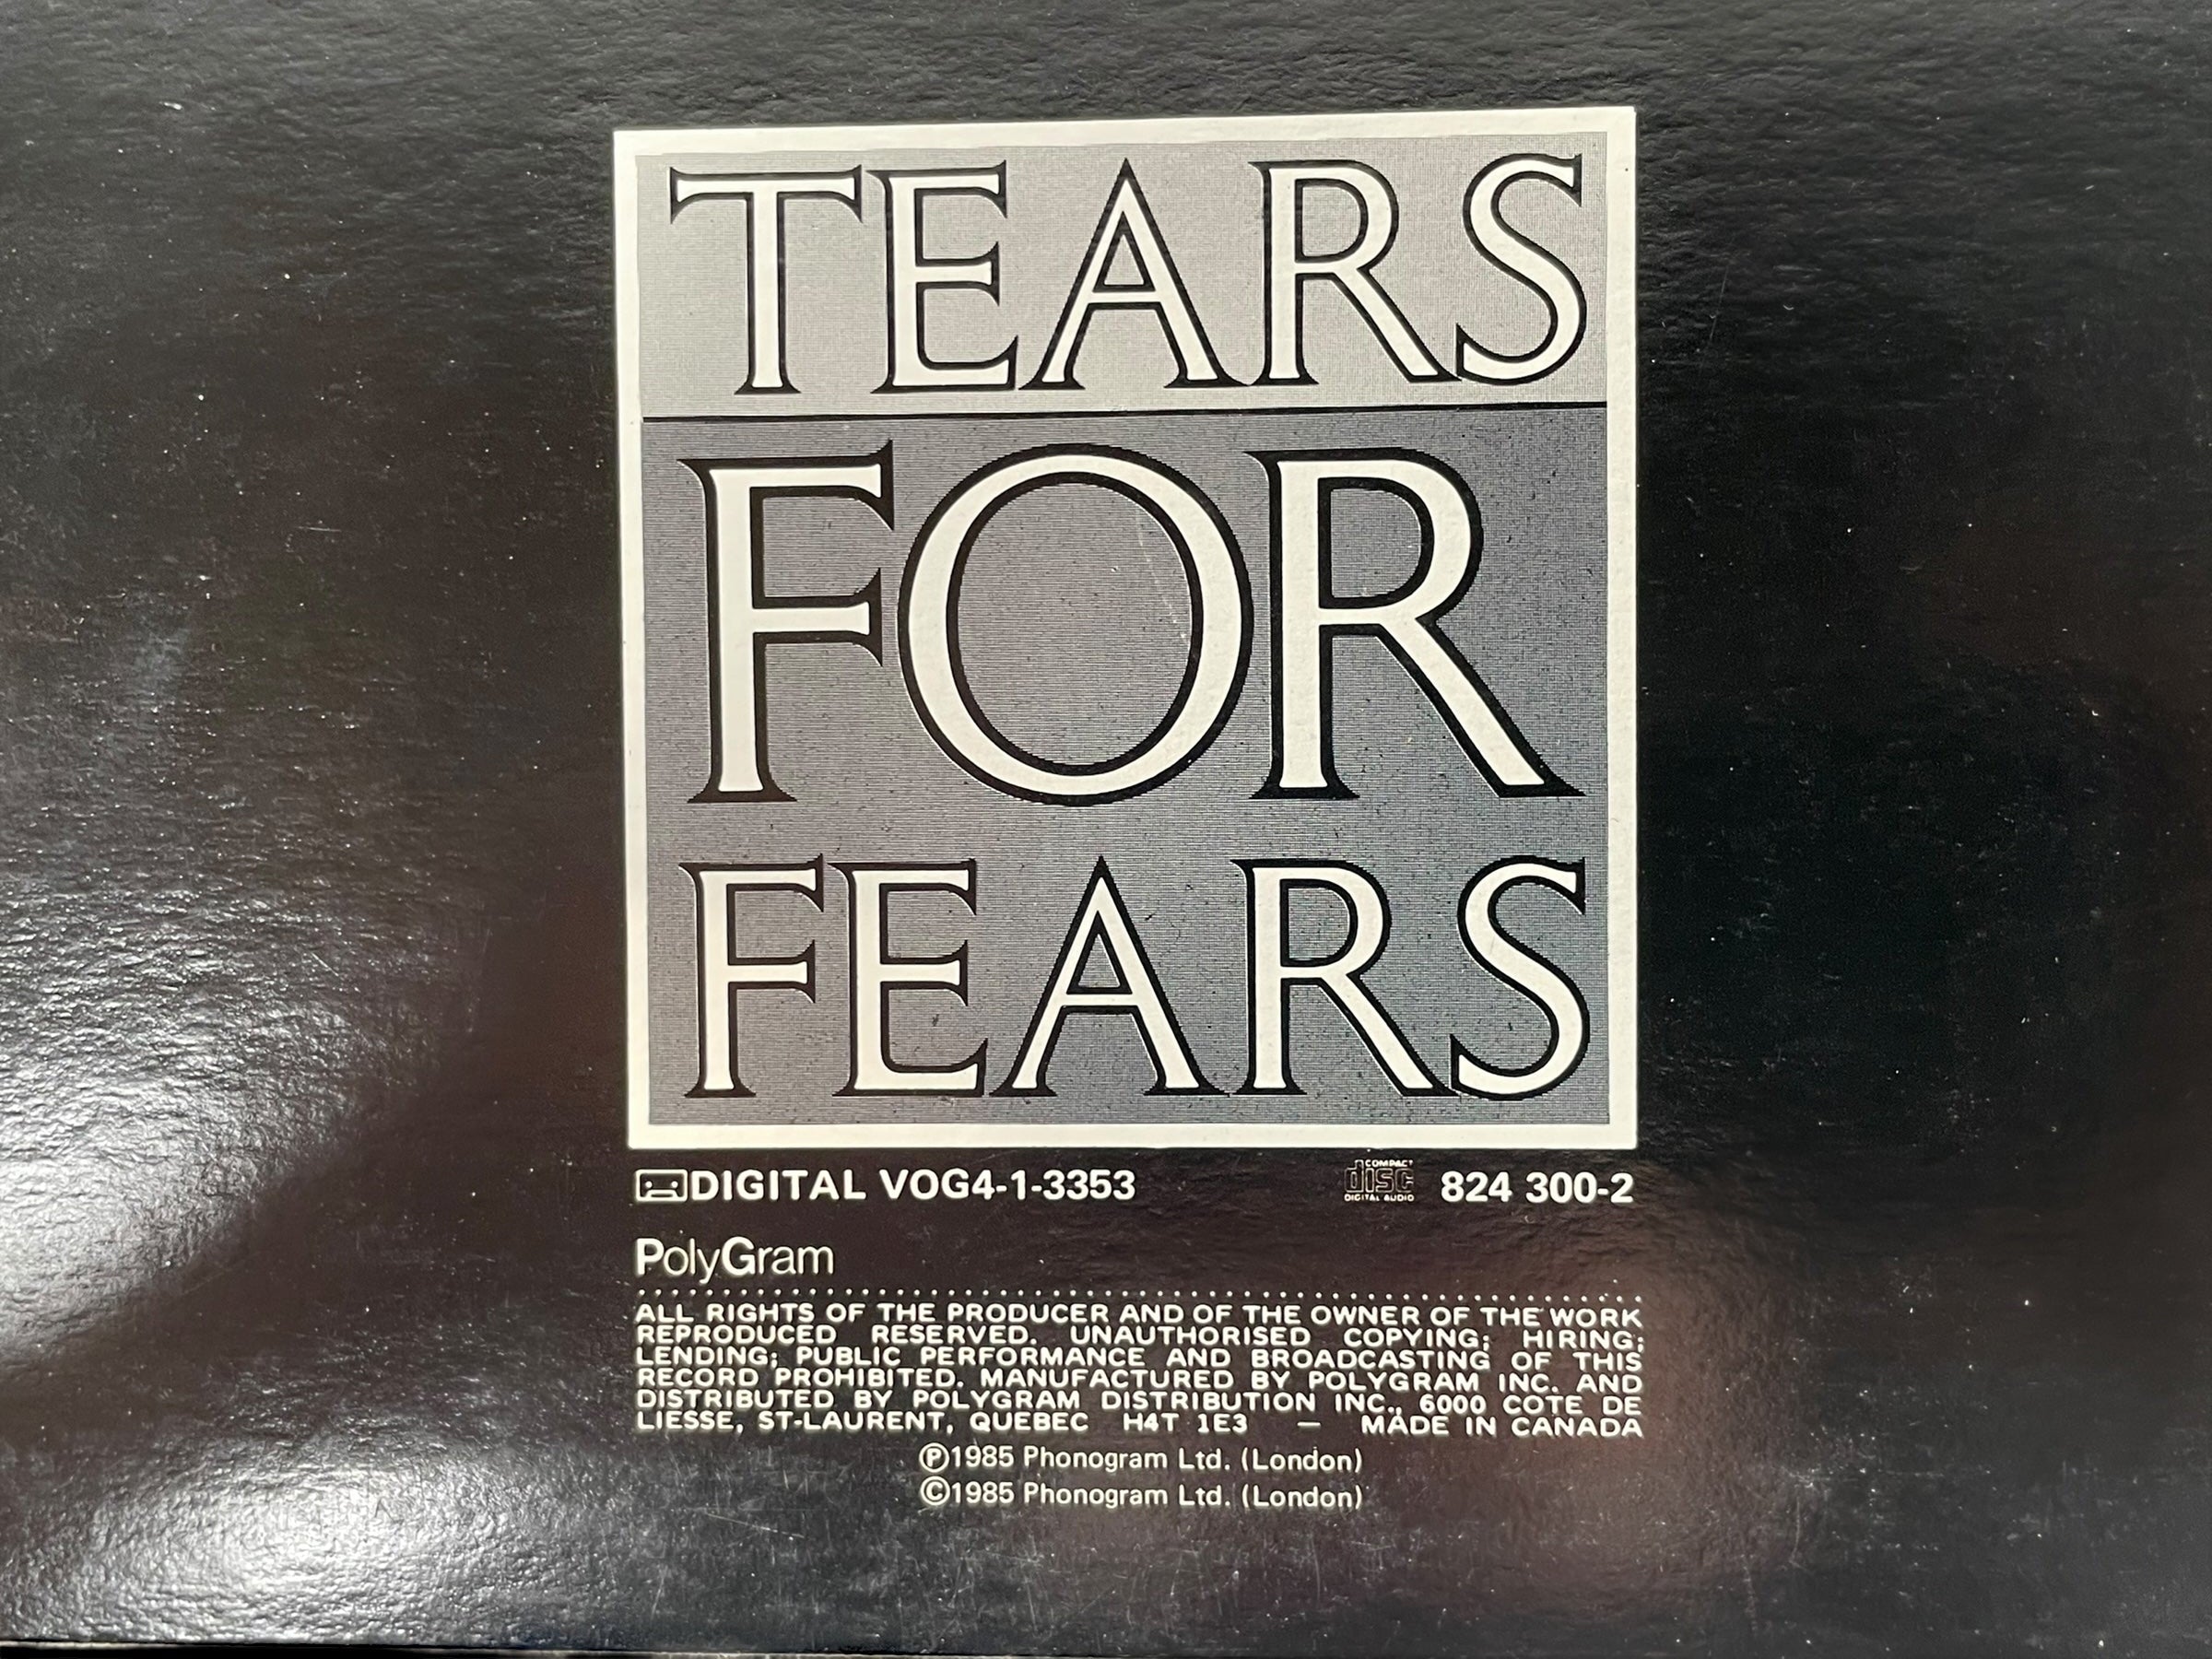 TEARS
FOR
FEARS
DIGITAL VOG4-1-3353 COMPACT disc DIGITAL AUDIO 824 300-2
PolyGram
ALL RIGHTS OF THE PRODUCER AND OF THE OWNER OF THE WORK
REPRODUCED RESERVED. UNAUTHORISED COPYING; HIRING;
LENDING; PUBLIC PERFORMANCE AND BROADCASTING OF THIS
RECORD PROHIBITED. MANUFACTURED BY POLYGRAM INC. AND
DISTRIBUTED BY POLYGRAM DISTRIBUTION INC., 6000 COTE DE
LIESSE, ST-LAURENT, QUEBEC H4T 1E3 — MADE IN CANADA
℗1985 Phonogram Ltd. (London)
©1985 Phonogram Ltd. (London)